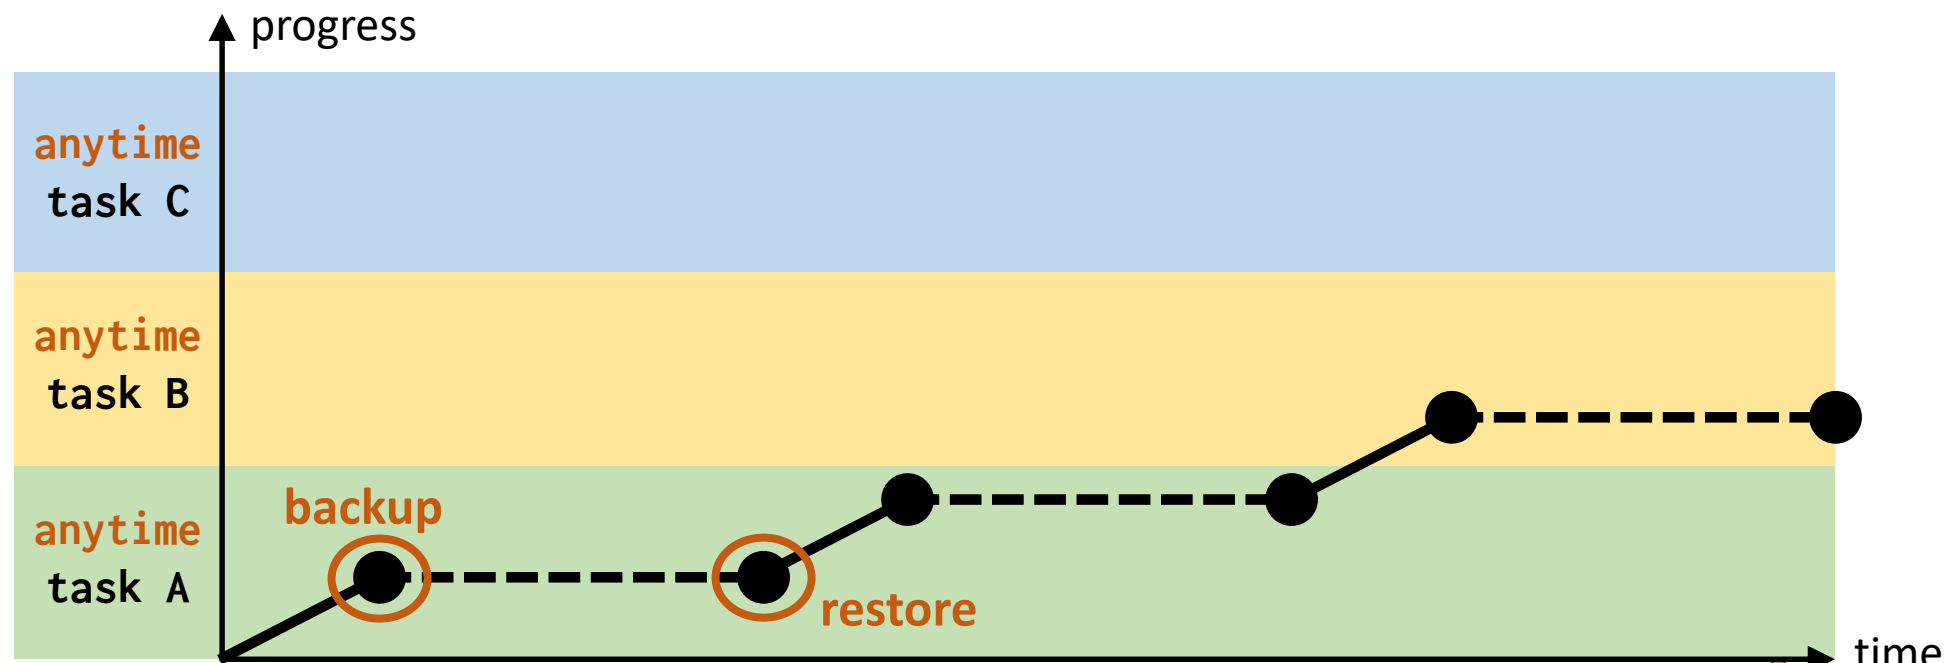 progress
anytime
task C
anytime
task B
anytime
task A
backup
restore
time